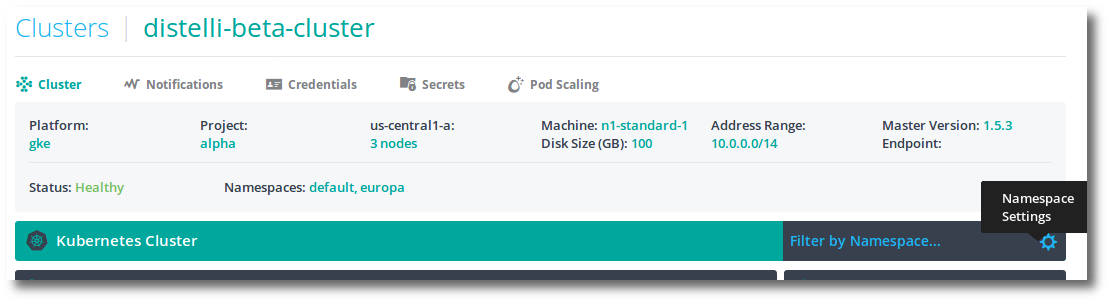 Clusters | distelli-beta-cluster
Cluster Notifications Credentials Secrets Pod Scaling
Platform: Project: us-central1-a: Machine: n1-standard-1 Address Range: Master Version: 1.5.3
gke alpha 3 nodes Disk Size (GB): 100 10.0.0.0/14 Endpoint:
Status: Healthy Namespaces: default, europa
Namespace
Settings
Kubernetes Cluster Filter by Namespace...